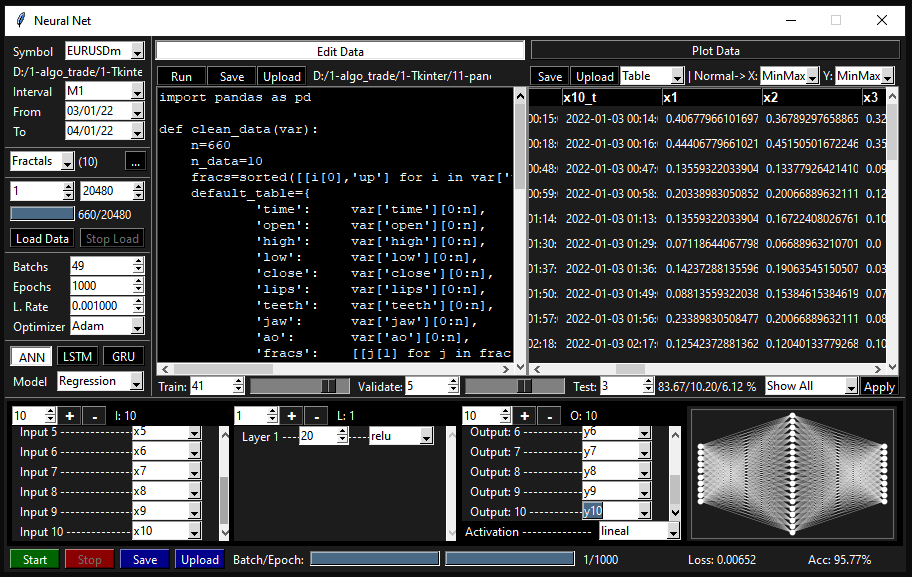 Neural Net
Symbol EURUSDm
D:/1-algo_trade/1-Tkinte
Interval M1
From 03/01/22
To 04/01/22
Fractals (10) ...
1 20480
660/20480
Load Data Stop Load
Batchs 49
Epochs 1000
L. Rate 0.001000
Optimizer Adam
ANN LSTM GRU
Model Regression
Edit Data
Run Save Upload D:/1-algo_trade/1-Tkinter/11-pane
import pandas as pd
def clean_data(var):
n=660
n_data=10
fracs=sorted([[i[0],'up'] for i in var['
default_table={
'time': var['time'][0:n],
'open': var['open'][0:n],
'high': var['high'][0:n],
'low': var['low'][0:n],
'close': var['close'][0:n],
'lips': var['lips'][0:n],
'teeth': var['teeth'][0:n],
'jaw': var['jaw'][0:n],
'ao': var['ao'][0:n],
'fracs': [[j[1] for j in frac
Plot Data
Save Upload Table | Normal-> X: MinMax Y: MinMax
x10_t x1 x2 x3
00:15:0 2022-01-03 00:14:0 0.40677966101697 0.36789297658865 0.32
00:18:0 2022-01-03 00:16:0 0.44406779661021 0.45150501672246 0.35
00:48:0 2022-01-03 00:47:0 0.13559322033904 0.13377926421410 0.09
00:59:0 2022-01-03 00:58: 0.20338983050852 0.20066889632111 0.12
01:14: 2022-01-03 01:13: 0.13559322033904 0.16722408026761 0.10
01:30: 2022-01-03 01:29: 0.07118644067798 0.06688963210701 0.0
01:37: 2022-01-03 01:36: 0.14237288135596 0.19063545150507 0.03
01:50: 2022-01-03 01:49:0 0.08813559322038 0.15384615384619 0.07
01:57:0 2022-01-03 01:56:0 0.23389830508477 0.20066889632111 0.08
02:18: 2022-01-03 02:17:0 0.12542372881362 0.12040133779268 0.10
Train: 41 Validate: 5 Test: 3 83.67/10.20/6.12 % Show All Apply
10 + - I: 10
Input 5 -------------- x5
Input 6 -------------- x6
Input 7 -------------- x7
Input 8 -------------- x8
Input 9 -------------- x9
Input 10 ------------- x10
1 + - L: 1
Layer 1 ---- 20 ----- relu
10 + - O: 10
Output: 6 ------------ y6
Output: 7 ------------ y7
Output: 8 ------------ y8
Output: 9 ------------ y9
Output: 10 ----------- y10
Activation ------------- lineal
Start Stop Save Upload Batch/Epoch: 1/1000 Loss: 0.00652 Acc: 95.77%